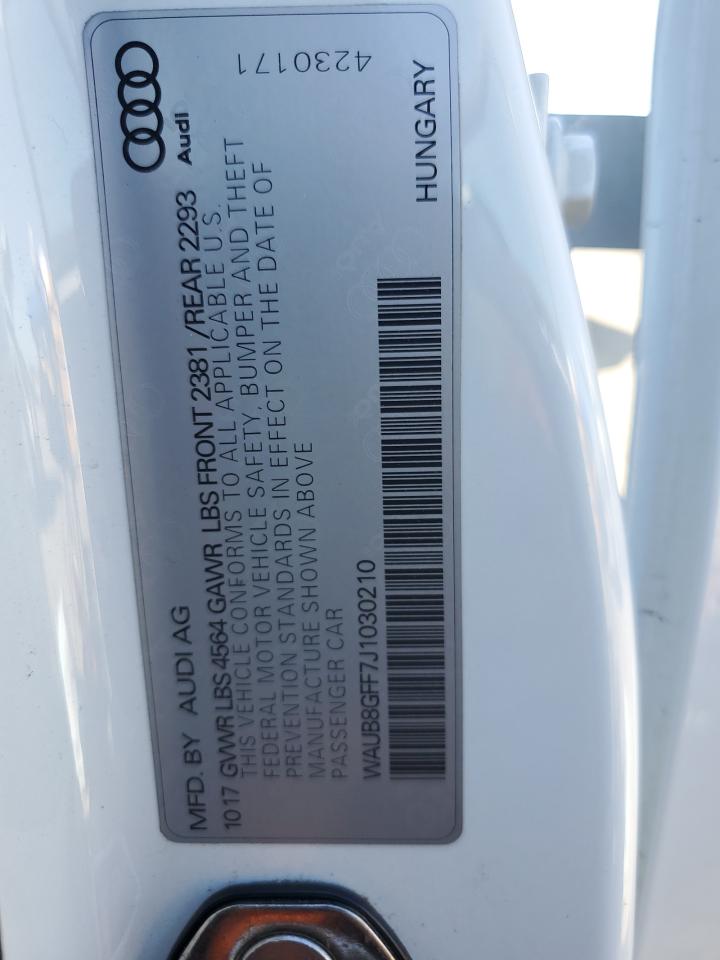 MFD. BY AUDI AG
Audi
1017 GVWR LBS 4564 GAWR LBS FRONT 2381 /REAR 2293
THIS VEHICLE CONFORMS TO ALL APPLICABLE U.S.
FEDERAL MOTOR VEHICLE SAFETY, BUMPER AND THEFT
PREVENTION STANDARDS IN EFFECT ON THE DATE OF
MANUFACTURE SHOWN ABOVE
PASSENGER CAR
4230171
WAUB8GFF7J1030210
HUNGARY